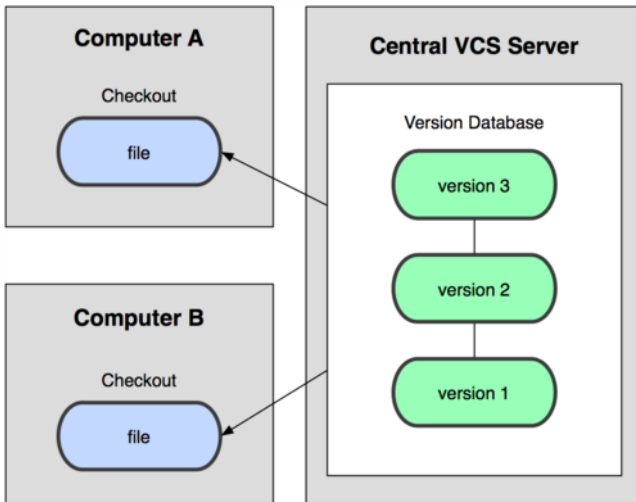 Computer A
Checkout
file
Computer B
Checkout
file
Central VCS Server
Version Database
version 3
version 2
version 1